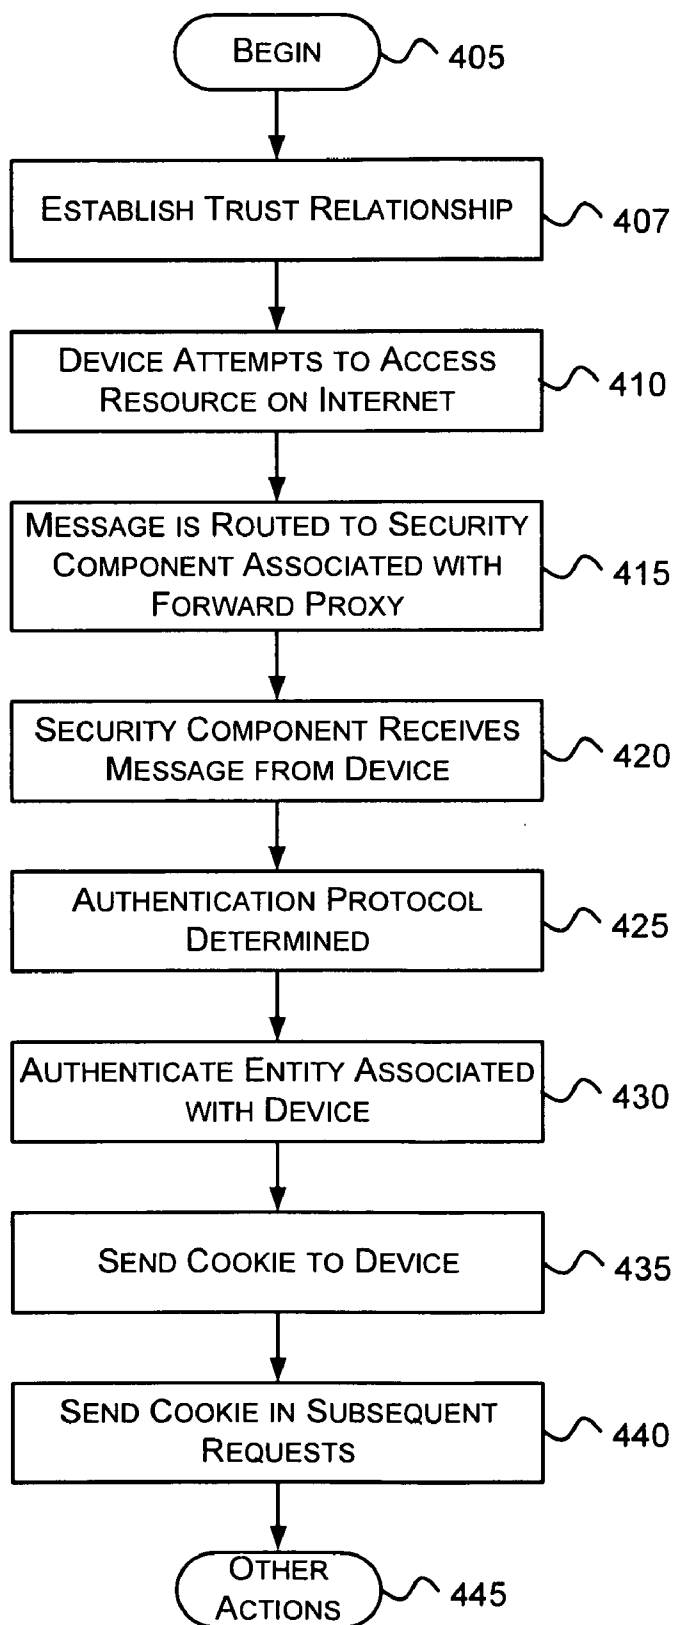 BEGIN
405
ESTABLISH TRUST RELATIONSHIP
407
DEVICE ATTEMPTS TO ACCESS
RESOURCE ON INTERNET
410
MESSAGE IS ROUTED TO SECURITY
COMPONENT ASSOCIATED WITH
FORWARD PROXY
415
SECURITY COMPONENT RECEIVES
MESSAGE FROM DEVICE
420
AUTHENTICATION PROTOCOL
DETERMINED
425
AUTHENTICATE ENTITY ASSOCIATED
WITH DEVICE
430
SEND COOKIE TO DEVICE
435
SEND COOKIE IN SUBSEQUENT
REQUESTS
440
OTHER
ACTIONS
445